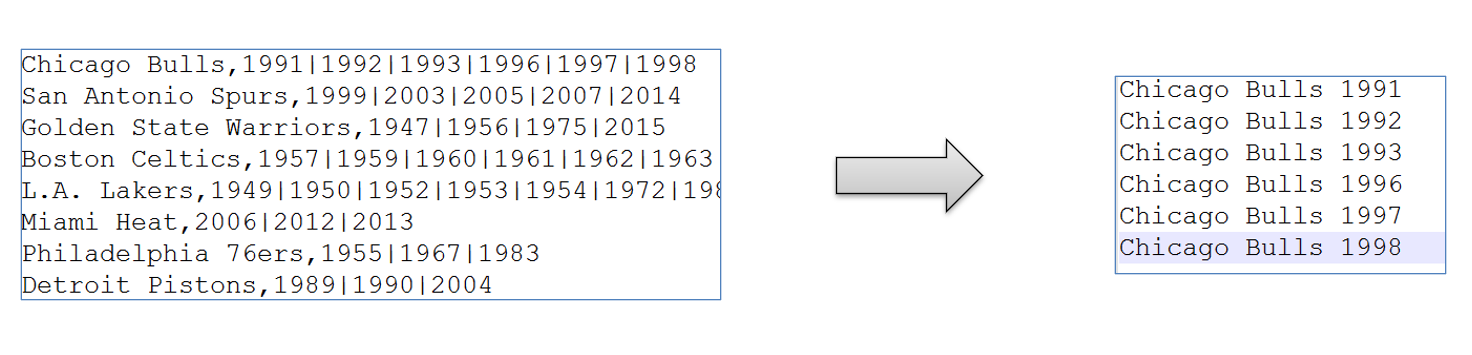 Chicago Bulls,1991|1992|1993|1996|1997|1998
San Antonio Spurs,1999|2003|2005|2007|2014
Golden State Warriors,1947|1956|1975|2015
Boston Celtics,1957|1959|1960|1961|1962|1963
L.A. Lakers,1949|1950|1952|1953|1954|1972|
Miami Heat,2006|2012|2013
Philadelphia 76ers,1955|1967|1983
Detroit Pistons,1989|1990|2004
Chicago Bulls 1991
Chicago Bulls 1992
Chicago Bulls 1993
Chicago Bulls 1996
Chicago Bulls 1997
Chicago Bulls 1998